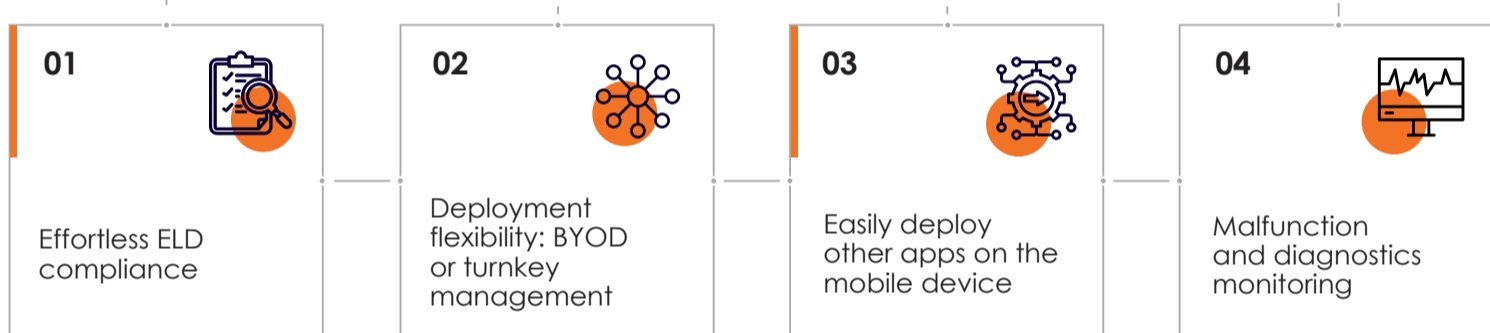 01
Effortless ELD
compliance
02
Deployment
flexibility: BYOD
or turnkey
management
03
Easily deploy
other apps on the
mobile device
04
Malfunction
and diagnostics
monitoring